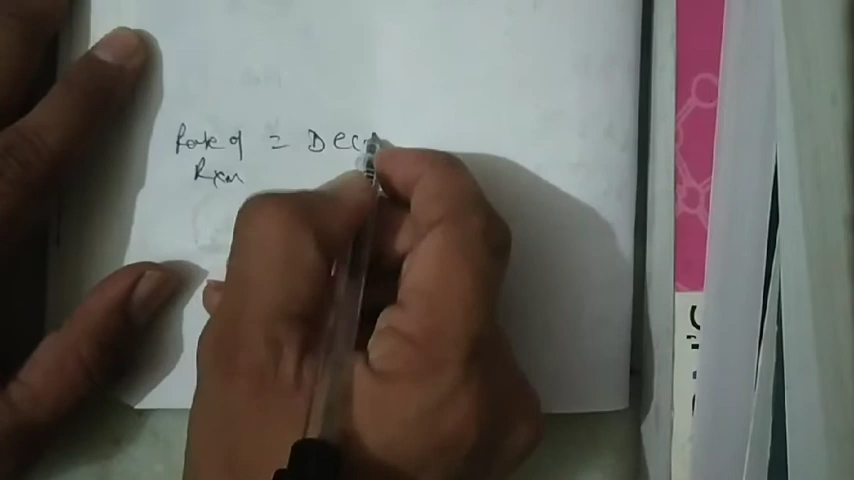 Rate of = Dec
Rxn